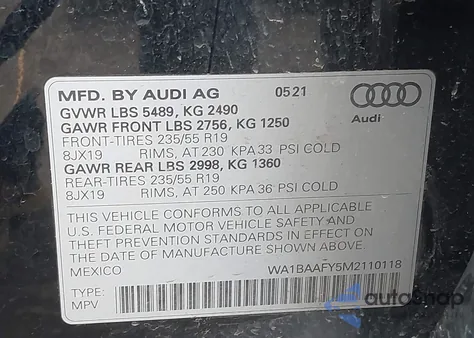 MFD. BY AUDI AG 05 21
GVWR LBS 5489, KG 2490
GAWR FRONT LBS 2756, KG 1250
FRONT-TIRES 235/55 R19
8JX19 RIMS, AT 230 KPA 33 PSI COLD
GAWR REAR LBS 2998, KG 1360
REAR-TIRES 235/55 R19
8JX19 RIMS, AT 250 KPA 36 PSI COLD
Audi
THIS VEHICLE CONFORMS TO ALL APPLICABLE
U.S. FEDERAL MOTOR VEHICLE SAFETY AND
THEFT PREVENTION STANDARDS IN EFFECT ON
THE DATE OF MANUFACTURE SHOWN ABOVE.
MEXICO WA1BAAFY5M2110118
TYPE:
MPV
autosnap